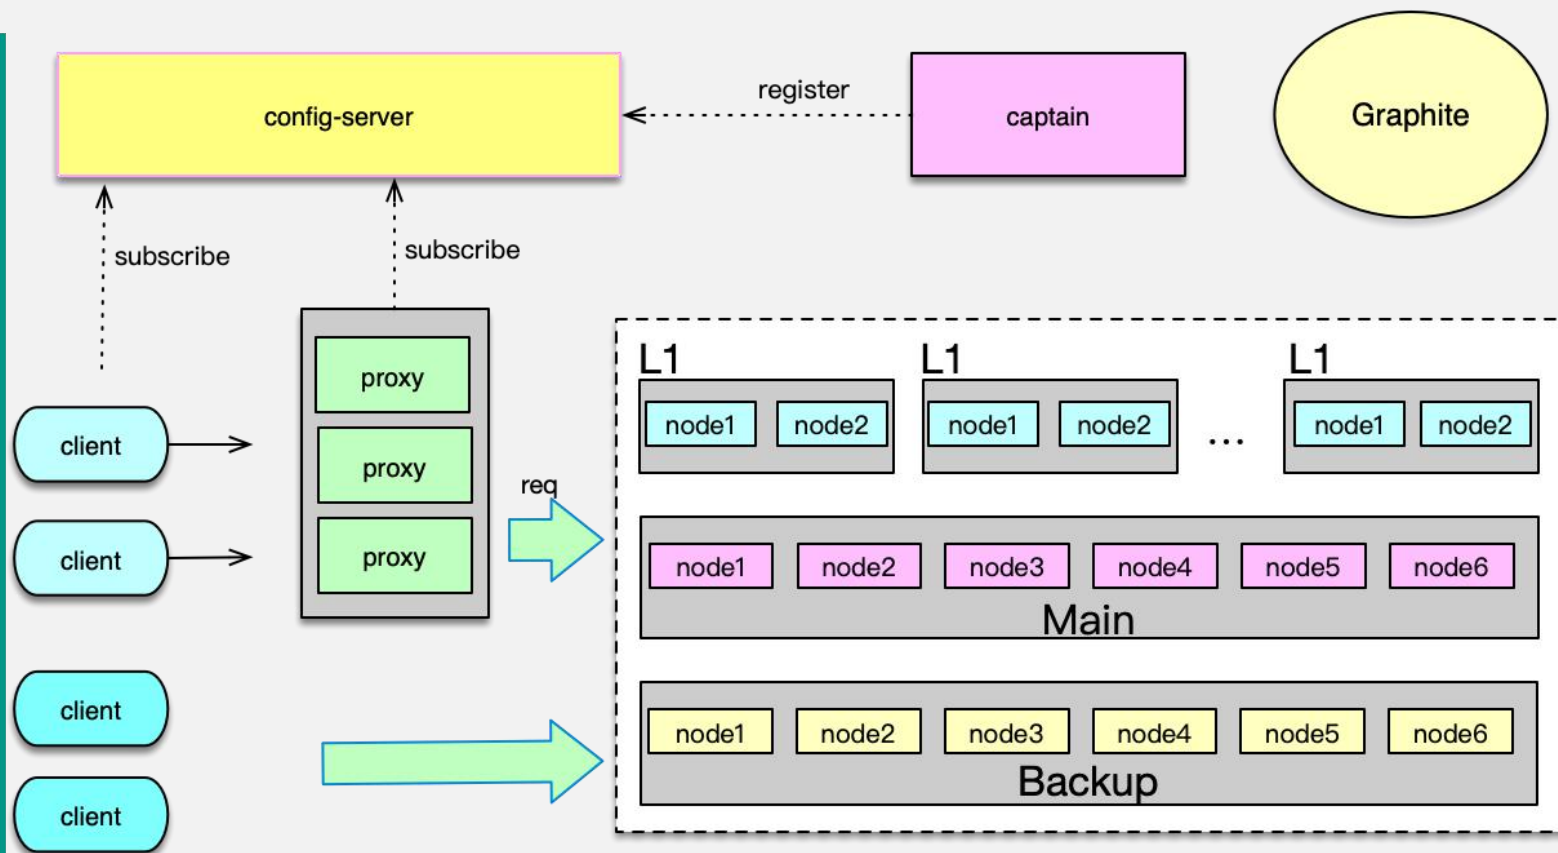 config-server
register
captain
Graphite
subscribe
subscribe
client
client
client
client
proxy
proxy
proxy
req
L1
node1 node2
L1
node1 node2
...
L1
node1 node2
node1 node2 node3 node4 node5 node6
Main
node1 node2 node3 node4 node5 node6
Backup